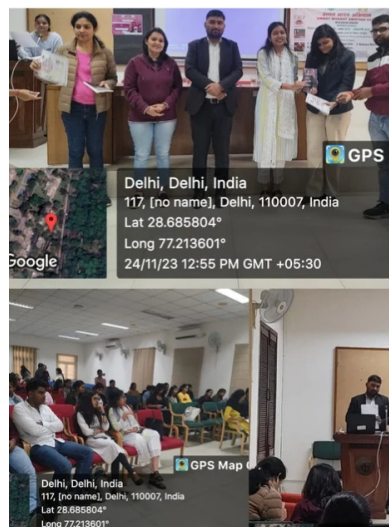 GPS
Google
Delhi, Delhi, India
117, [no name], Delhi, 110007, India
Lat 28.685804°
Long 77.213601°
24/11/23 12:55 PM GMT +05:30
GPS Map
Delhi, Delhi, India
117, [no name], Delhi, 110007, India
Lat 28.685804°
Long 77.213601°